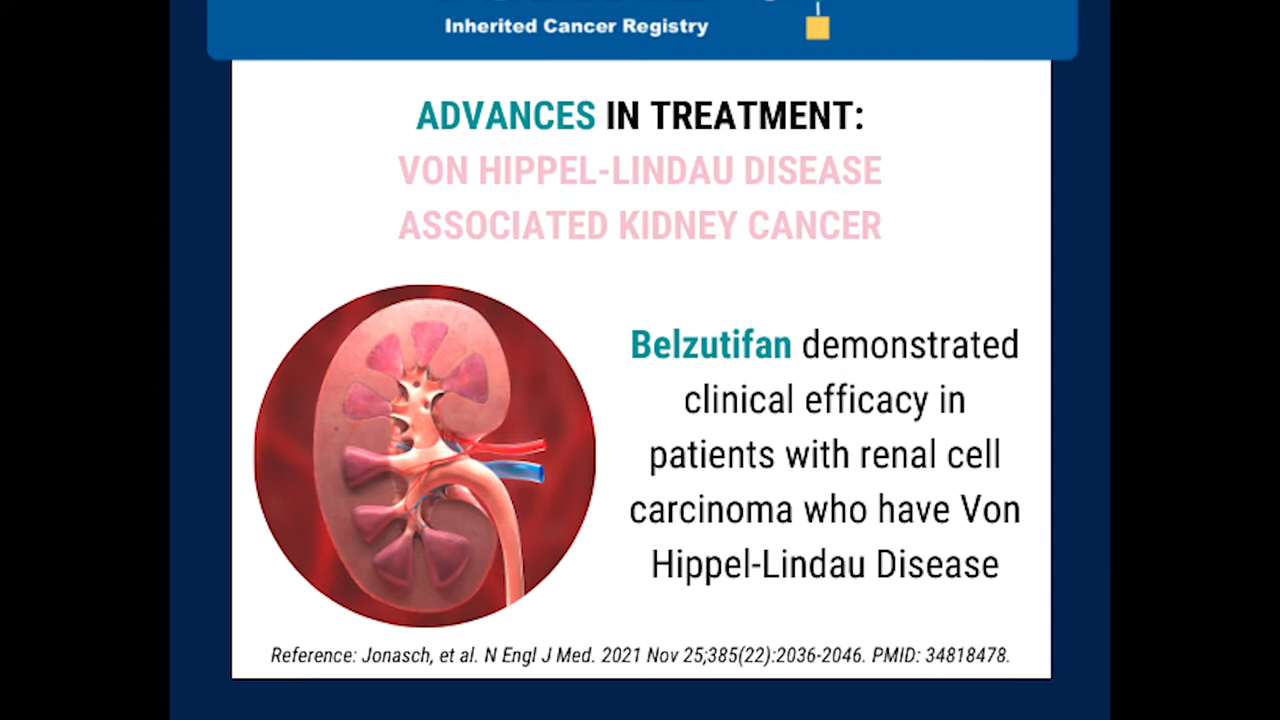 Inherited Cancer Registry
ADVANCES IN TREATMENT:
VON HIPPEL-LINDAU DISEASE
ASSOCIATED KIDNEY CANCER
Belzutifan demonstrated
clinical efficacy in
patients with renal cell
carcinoma who have Von
Hippel-Lindau Disease
Reference: Jonasch, et al. N Engl J Med. 2021 Nov 25;385(22):2036-2046. PMID: 34818478.